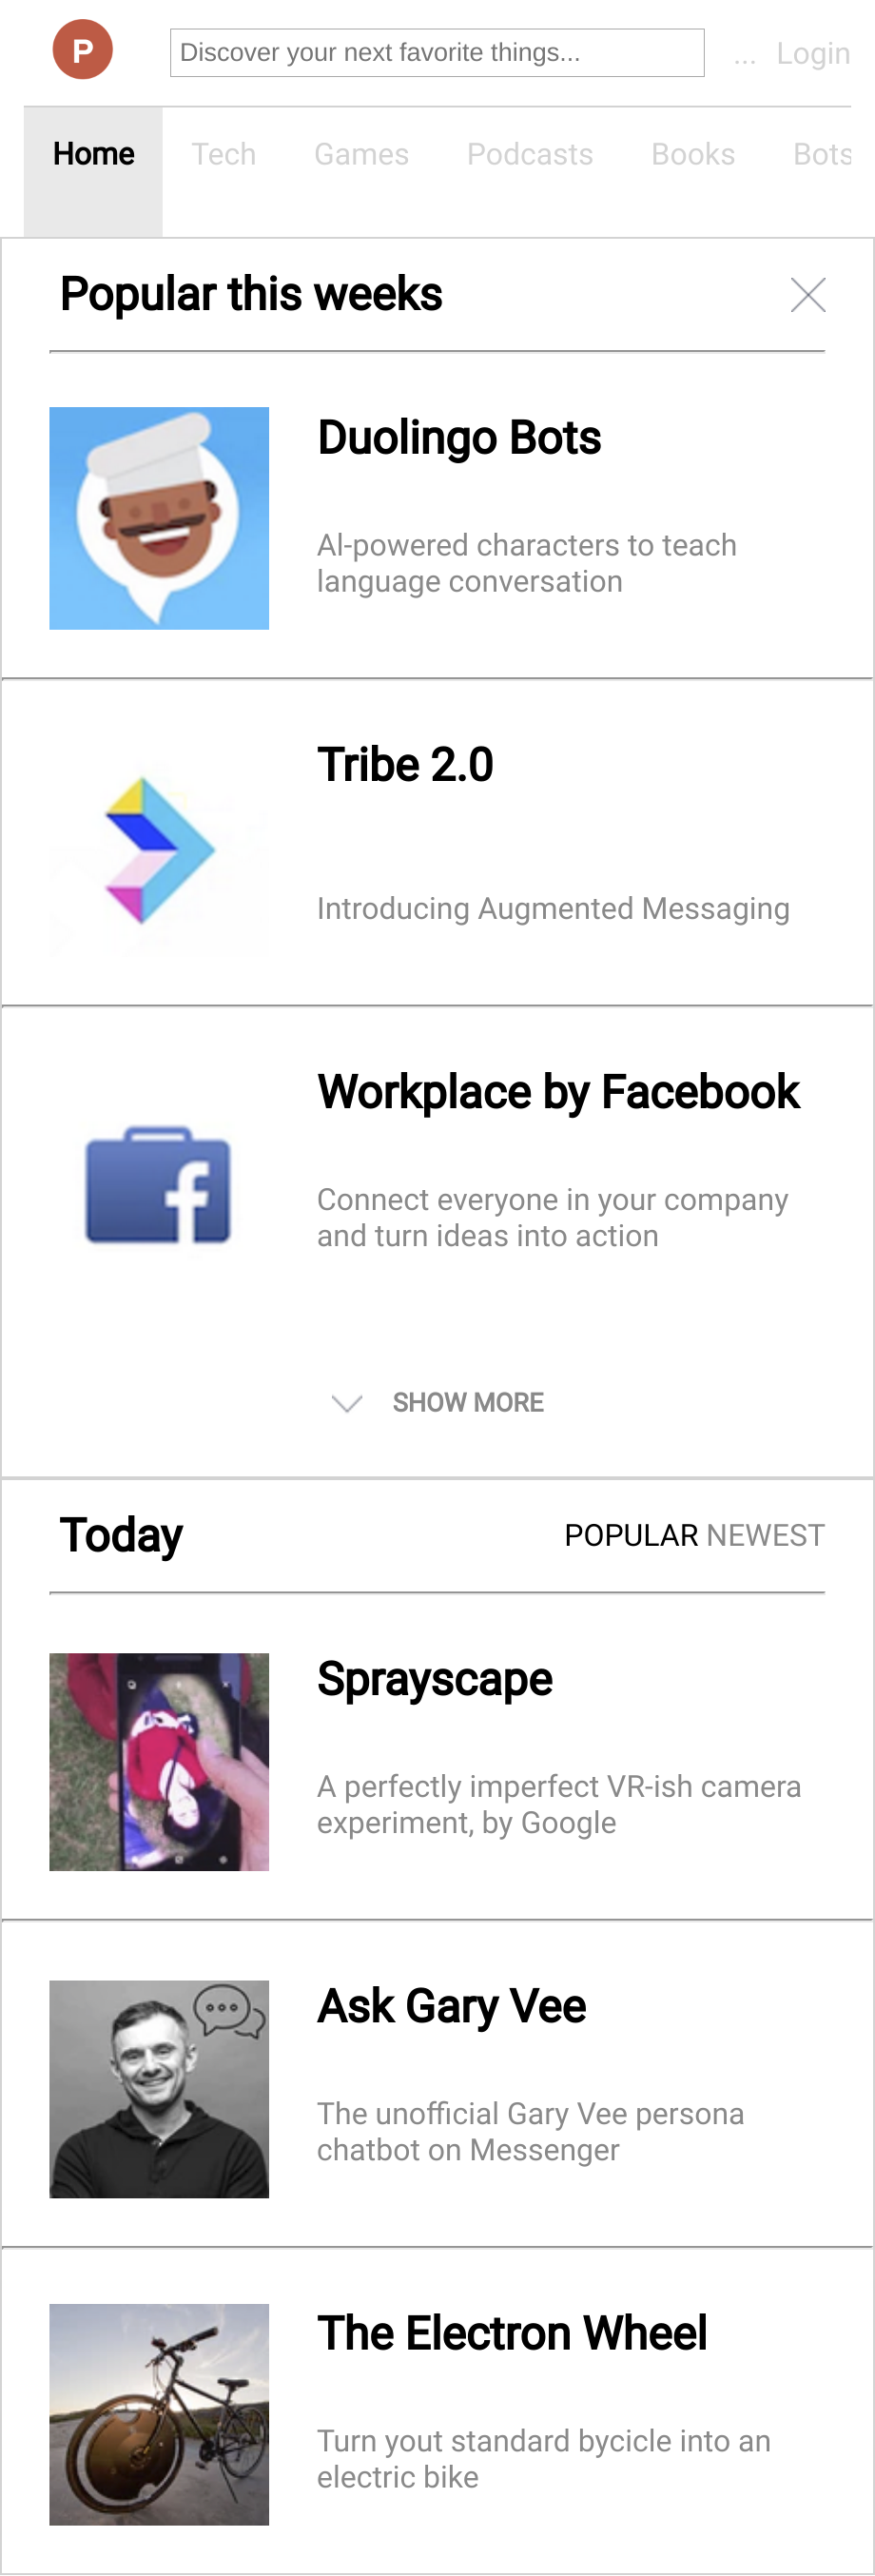 P
Discover your next favorite things...
... Login
Home Tech Games Podcasts Books Bots
Popular this weeks
Duolingo Bots
Al-powered characters to teach
language conversation
Tribe 2.0
Introducing Augmented Messaging
Workplace by Facebook
Connect everyone in your company
and turn ideas into action
SHOW MORE
Today
POPULAR NEWEST
Sprayscape
A perfectly imperfect VR-ish camera
experiment, by Google
Ask Gary Vee
The unofficial Gary Vee persona
chatbot on Messenger
The Electron Wheel
Turn yout standard bycicle into an
electric bike